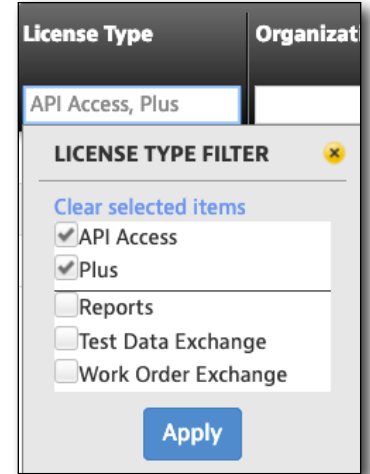 License Type Organizat
API Access, Plus
LICENSE TYPE FILTER
Clear selected items
API Access
Plus
Reports
Test Data Exchange
Work Order Exchange
Apply